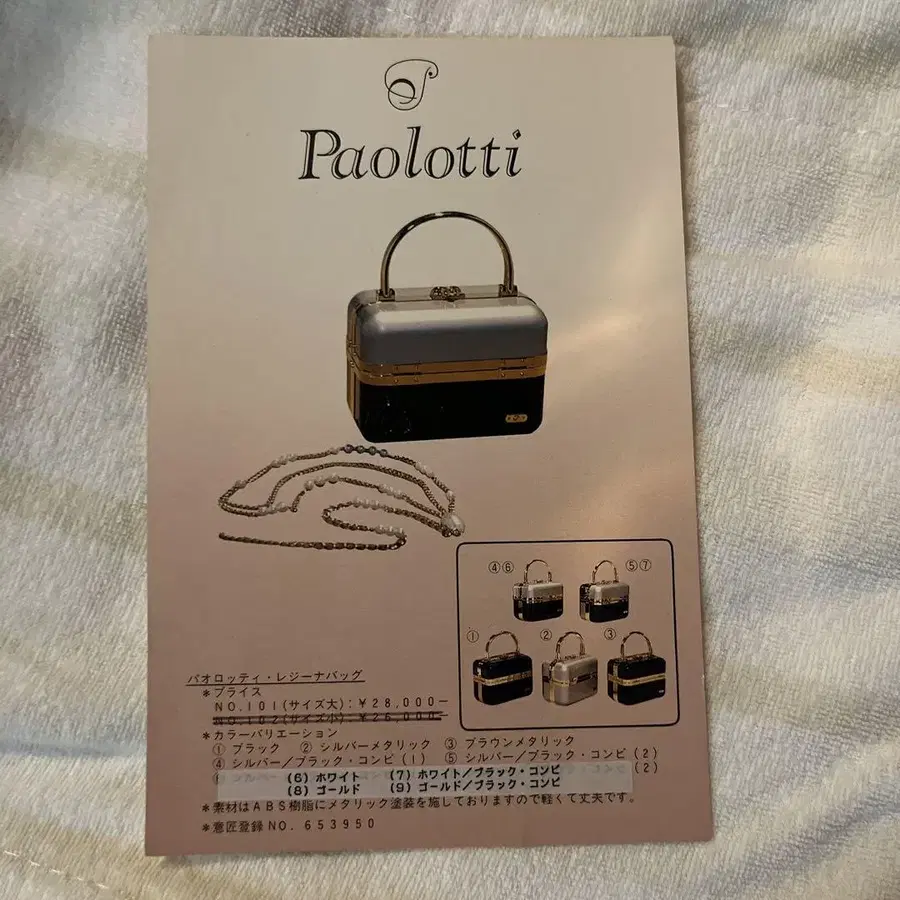 Paolotti
④⑥
⑤⑦
①
②
③
パオロッティ・レジーナバッグ
*プライス
NO.101(サイズ大):¥28,000-
NO.102(サイズ小):¥26,000-
*カラーバリエーション
① ブラック ② シルバーメタリック ③ ブラウンメタリック
④ シルバー/ブラック・コンビ(1) ⑤ シルバー/ブラック・コンビ(2)
(2)
(6) ホワイト (7) ホワイト/ブラック・コンビ
(8) ゴールド (9) ゴールド/ブラック・コンビ
*素材はABS樹脂にメタリック塗装を施しておりますので軽くて丈夫です。
*意匠登録NO. 653950